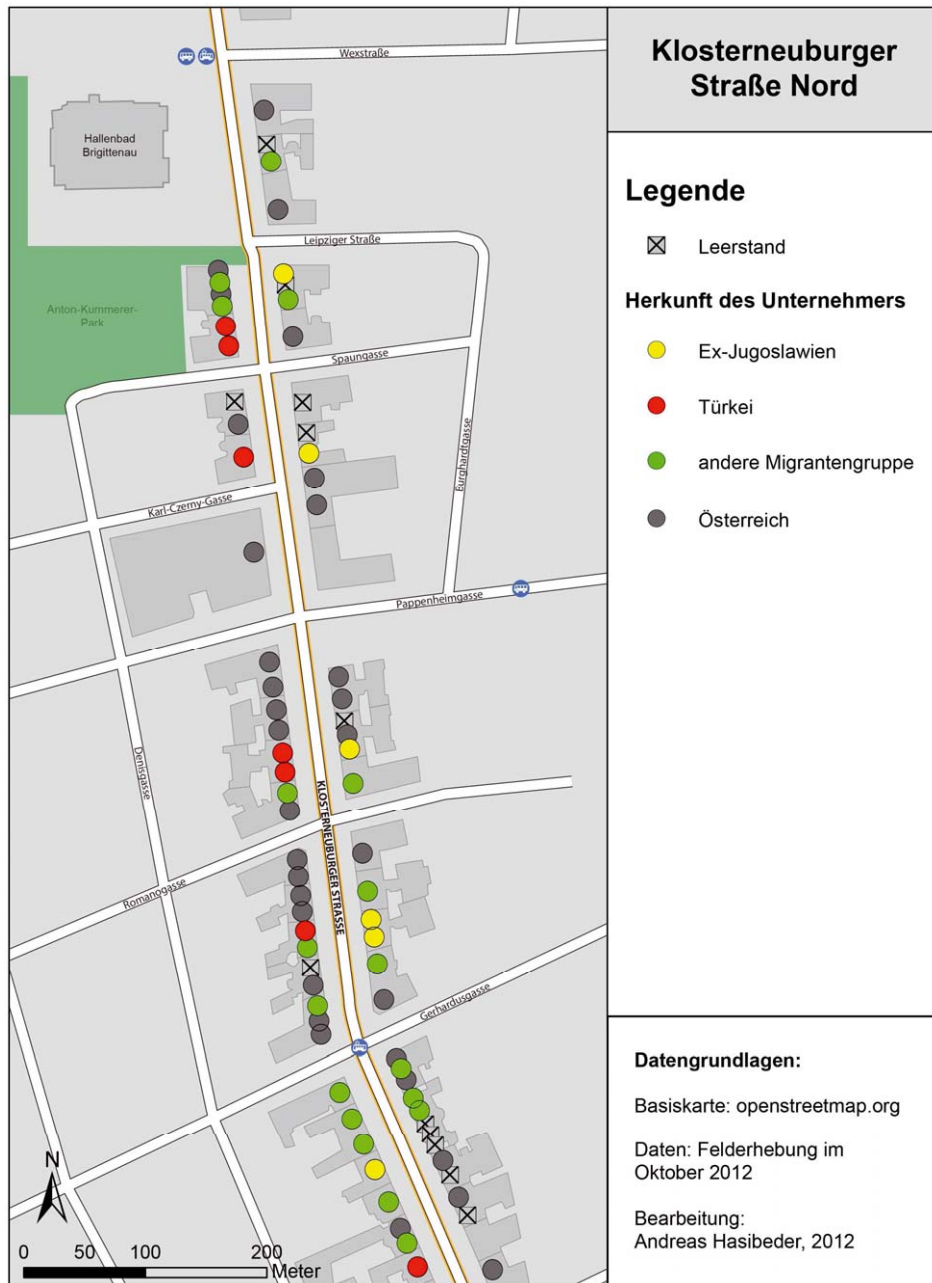 Klosterneuburger
Straße Nord
Legende
Leerstand
Herkunft des Unternehmers
Ex-Jugoslawien
Türkei
andere Migrantengruppe
Österreich
Datengrundlagen:
Basiskarte: openstreetmap.org
Daten: Felderhebung im
Oktober 2012
Bearbeitung:
Andreas Hasibeder, 2012
Wexstraße
Hallenbad
Brigittenau
Leipziger Straße
Anton-Kummerer-
Park
Spaungasse
Eurghardtgasse
Karl-Czerny-Gasse
Pappenheimgasse
Denisgasse
KLOSTERNEUBURGER STRASSE
Romanogasse
Gerhardusgasse
N
0 50 100 200
Meter